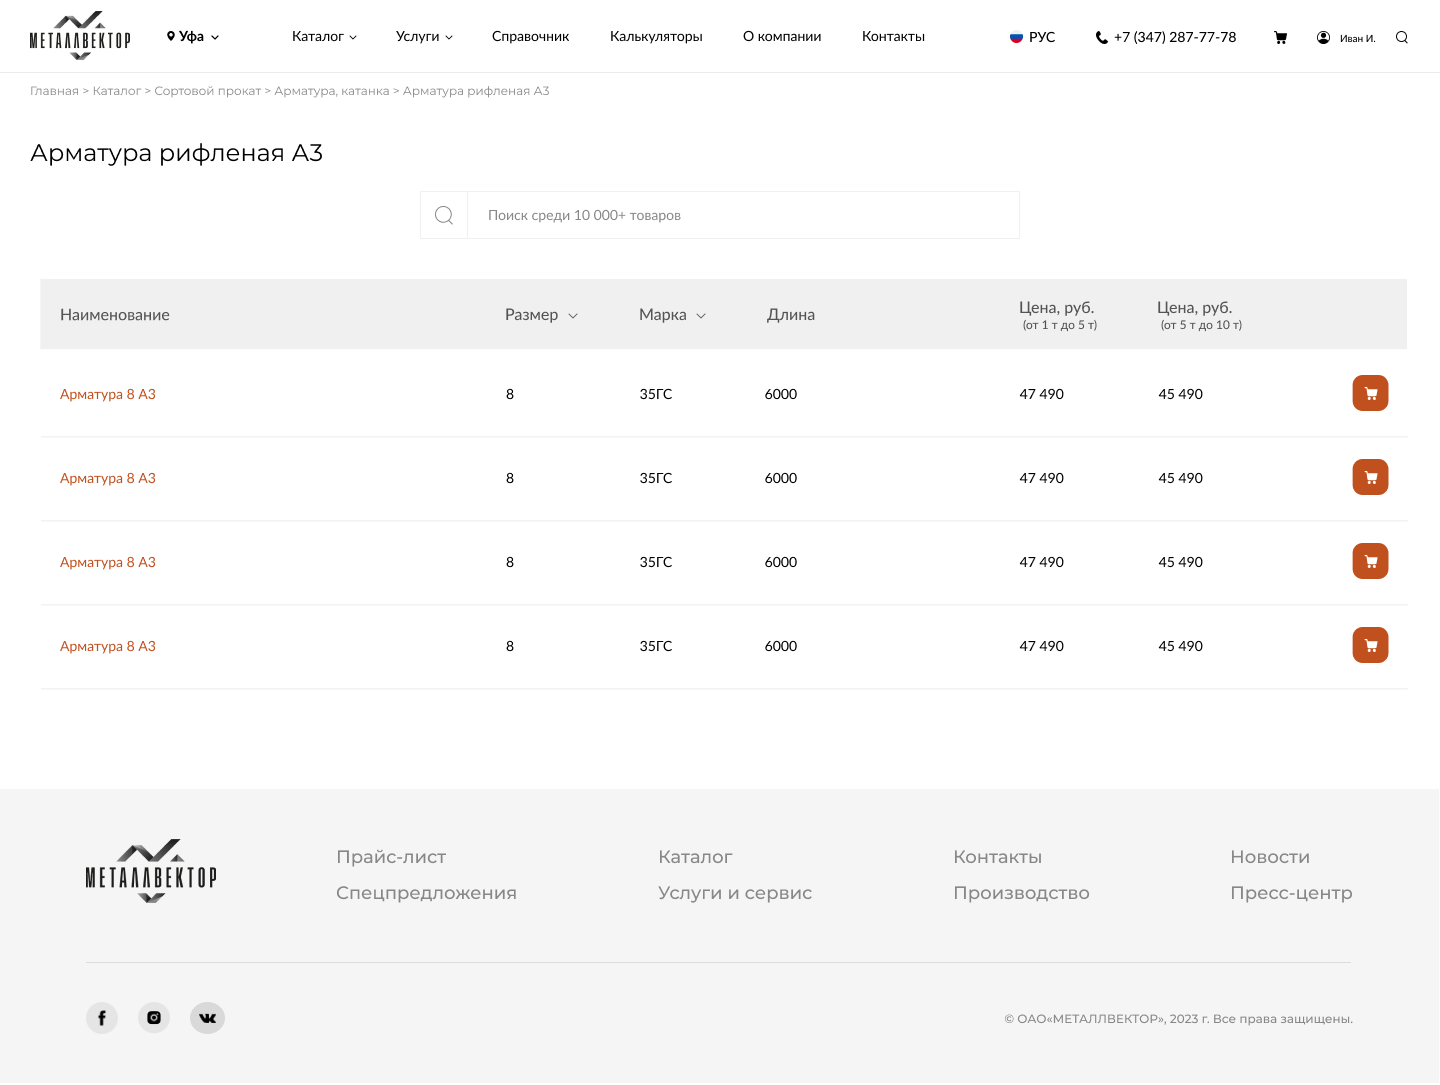 МЕТАЛЛВЕКТОР
Уфа
Каталог
Услуги
Справочник
Калькуляторы
О компании
Контакты
РУС
+7 (347) 287-77-78
Иван И.
Главная > Каталог > Сортовой прокат > Арматура, катанка > Арматура рифленая А3
Арматура рифленая А3
Поиск среди 10 000+ товаров
Наименование Размер Марка Длина Цена, руб. Цена, руб.
(от 1 т до 5 т) (от 5 т до 10 т)
Арматура 8 А3 8 35ГС 6000 47 490 45 490
Арматура 8 А3 8 35ГС 6000 47 490 45 490
Арматура 8 А3 8 35ГС 6000 47 490 45 490
Арматура 8 А3 8 35ГС 6000 47 490 45 490
МЕТАЛЛВЕКТОР
Прайс-лист Каталог Контакты Новости
Спецпредложения Услуги и сервис Производство Пресс-центр
© ОАО«МЕТАЛЛВЕКТОР», 2023 г. Все права защищены.